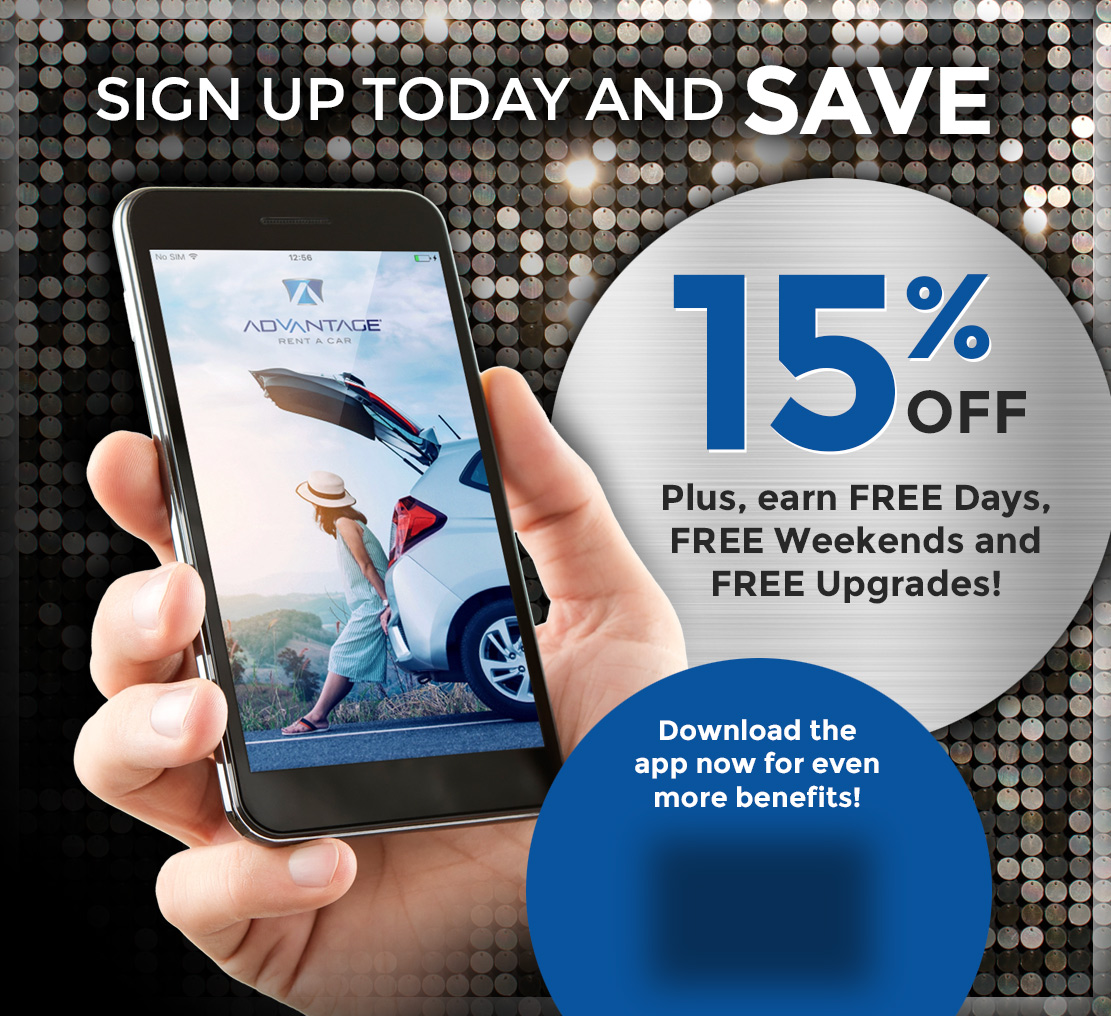 SIGN UP TODAY AND SAVE
No SIM 12:56
ADVANTAGE
RENT A CAR
15%
OFF
Plus, earn FREE Days,
FREE Weekends and
FREE Upgrades!
Download the
app now for even
more benefits!